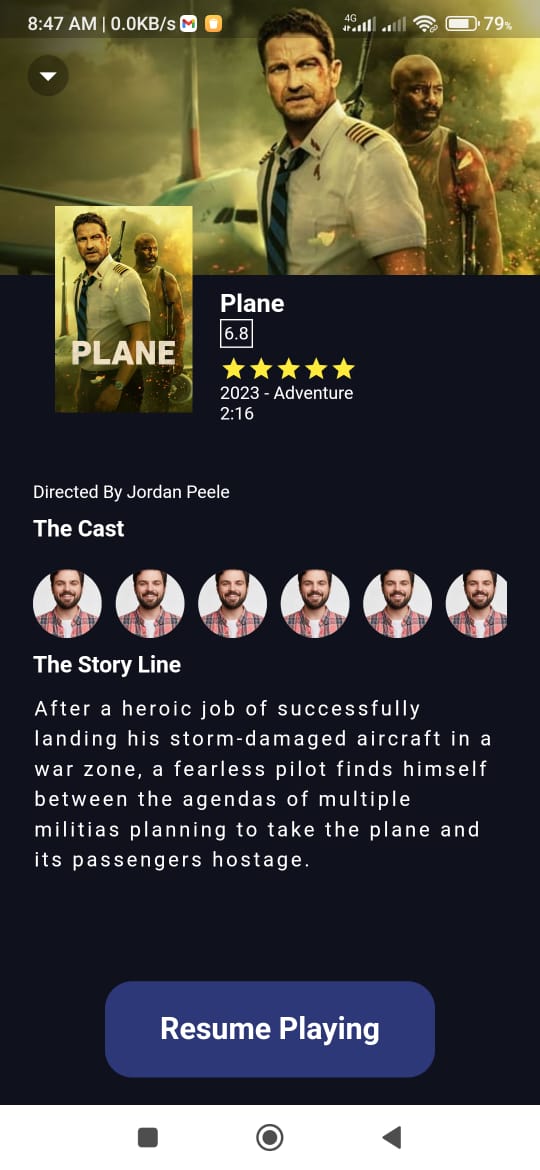 8:47 AM | 0.0KB/s
4G
79%
PLANE
Plane
6.8
2023 - Adventure
2:16
Directed By Jordan Peele
The Cast
The Story Line
After a heroic job of successfully
landing his storm-damaged aircraft in a
war zone, a fearless pilot finds himself
between the agendas of multiple
militias planning to take the plane and
its passengers hostage.
Resume Playing